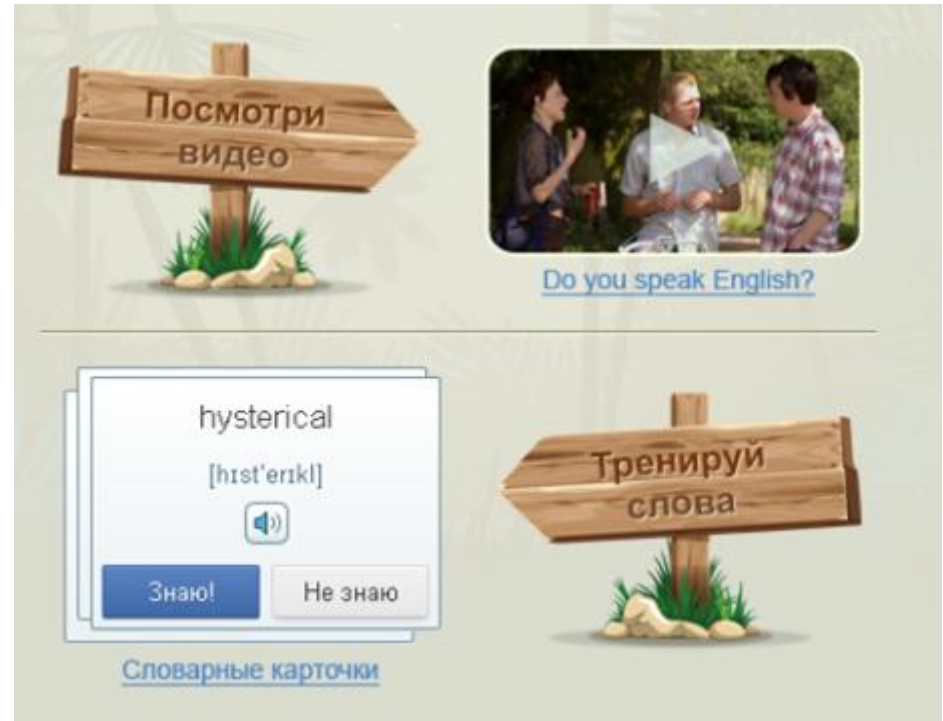 Посмотри
видео
Do you speak English?
hysterical
[hɪst'erɪkl]
Знаю!
Не знаю
Словарные карточки
Тренируй
слова